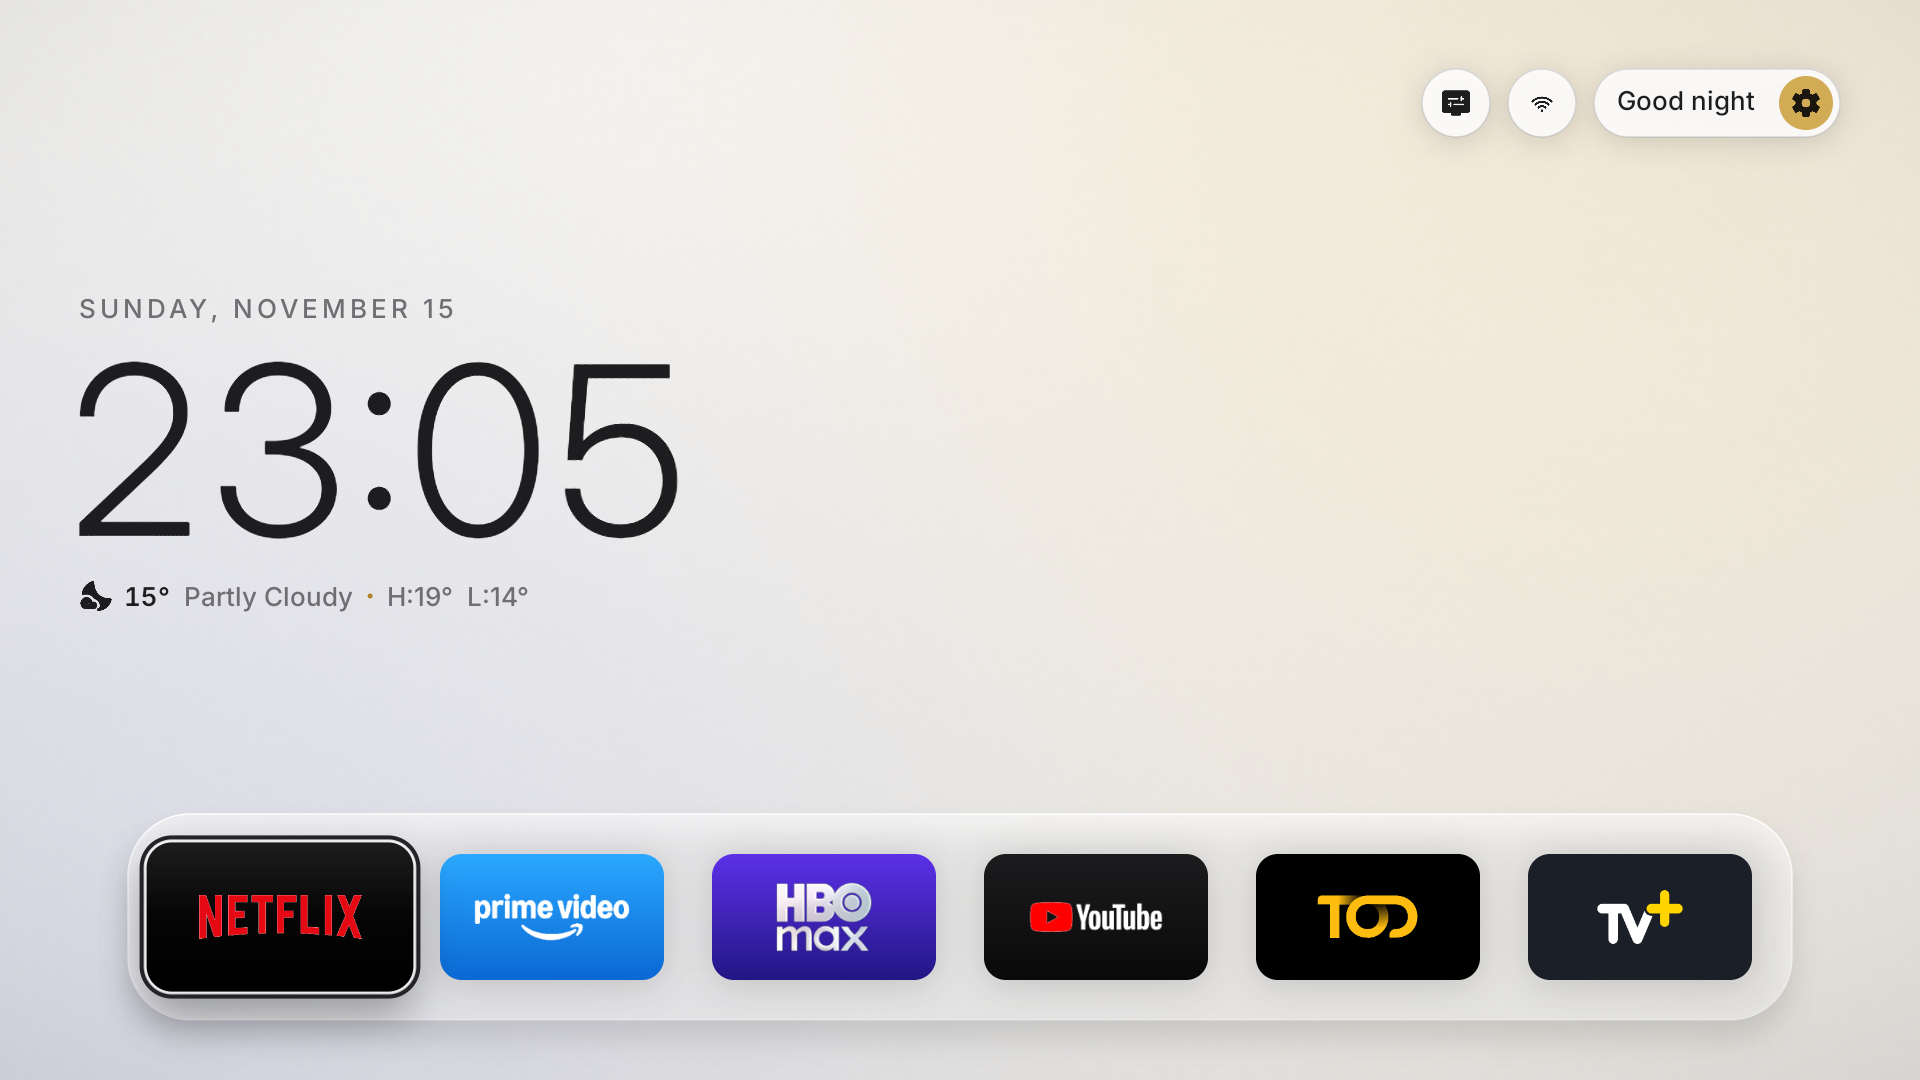 Good night
SUNDAY, NOVEMBER 15
23:05
15° Partly Cloudy • H:19° L:14°
NETFLIX
prime video
HBO
max
YouTube
TOD
TV+